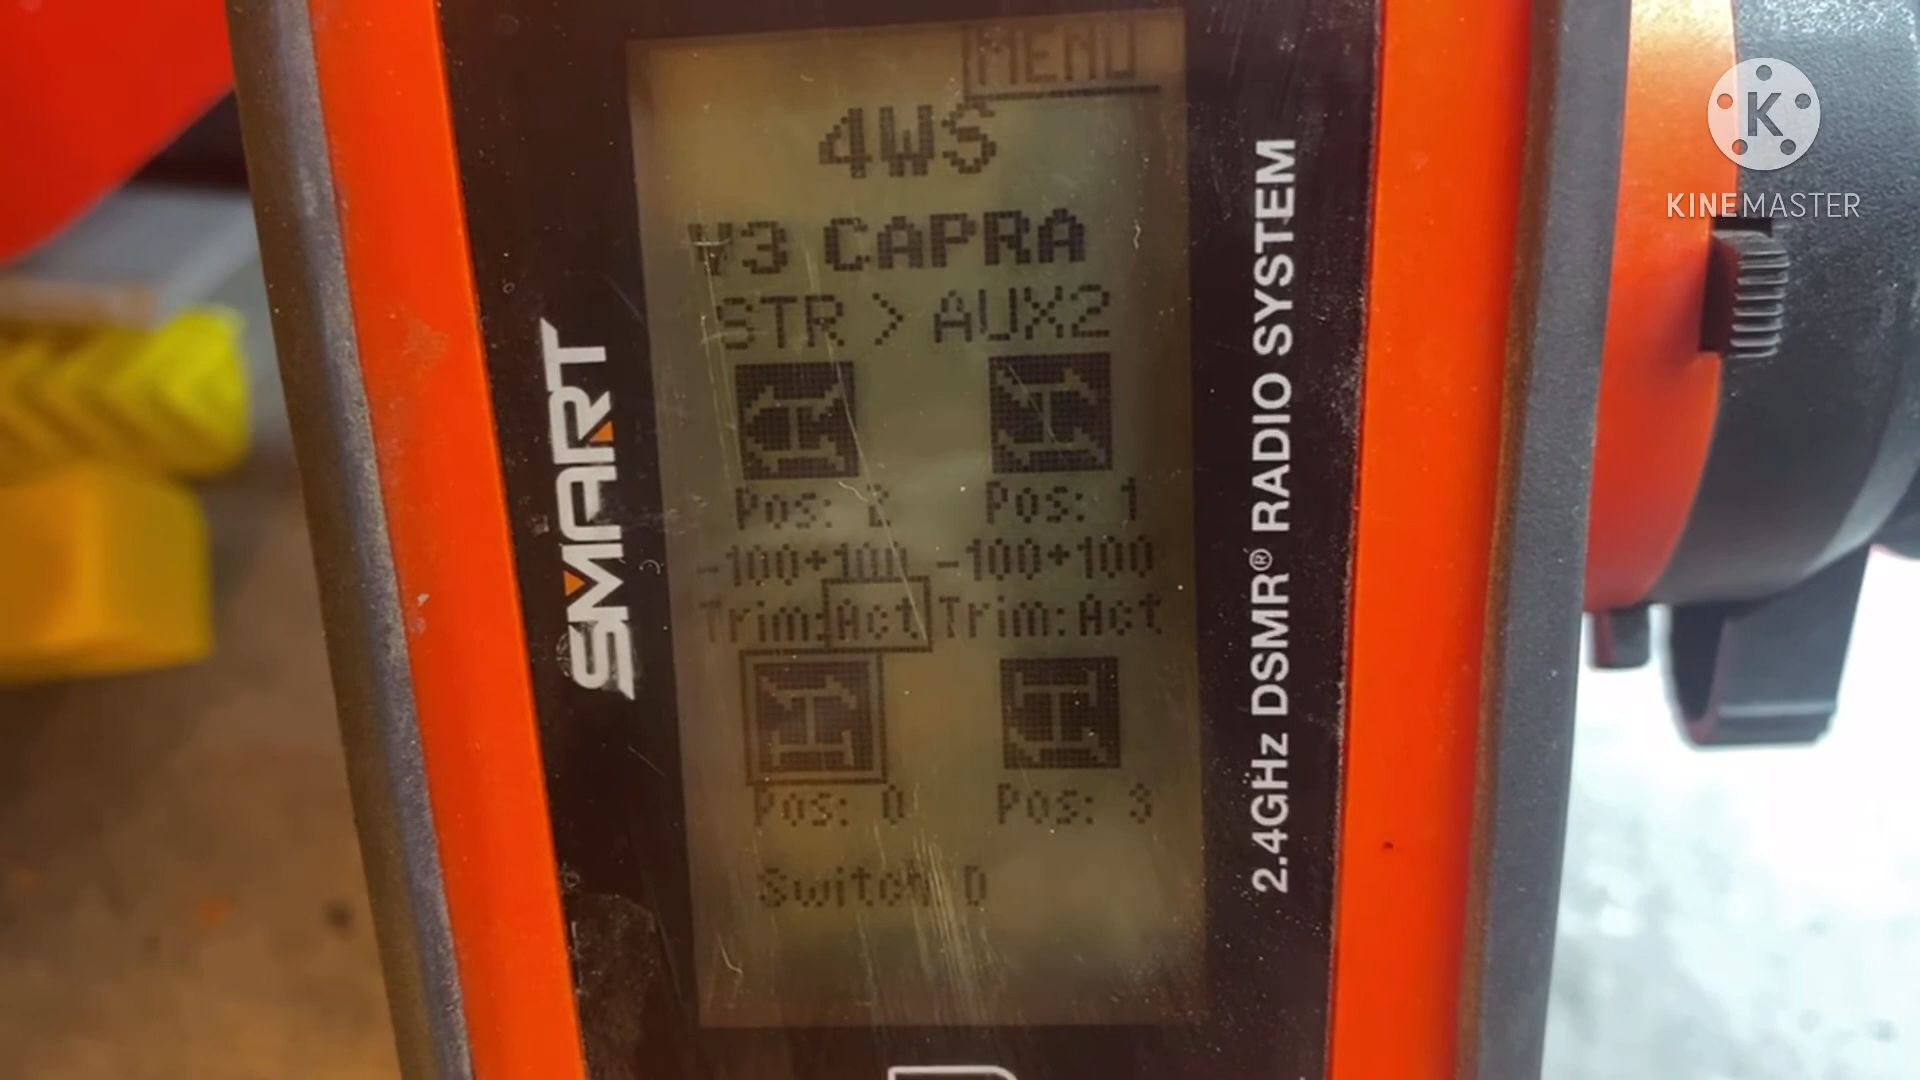 MENU
4WS
V3 CAPRA
STR > AUX2
Pos: 2 Pos: 1
-100+100 -100+100
Trim:Act Trim:Act
Pos: 0 Pos: 3
Switch D
SMART
2.4GHz DSMR® RADIO SYSTEM
K
KINEMASTER